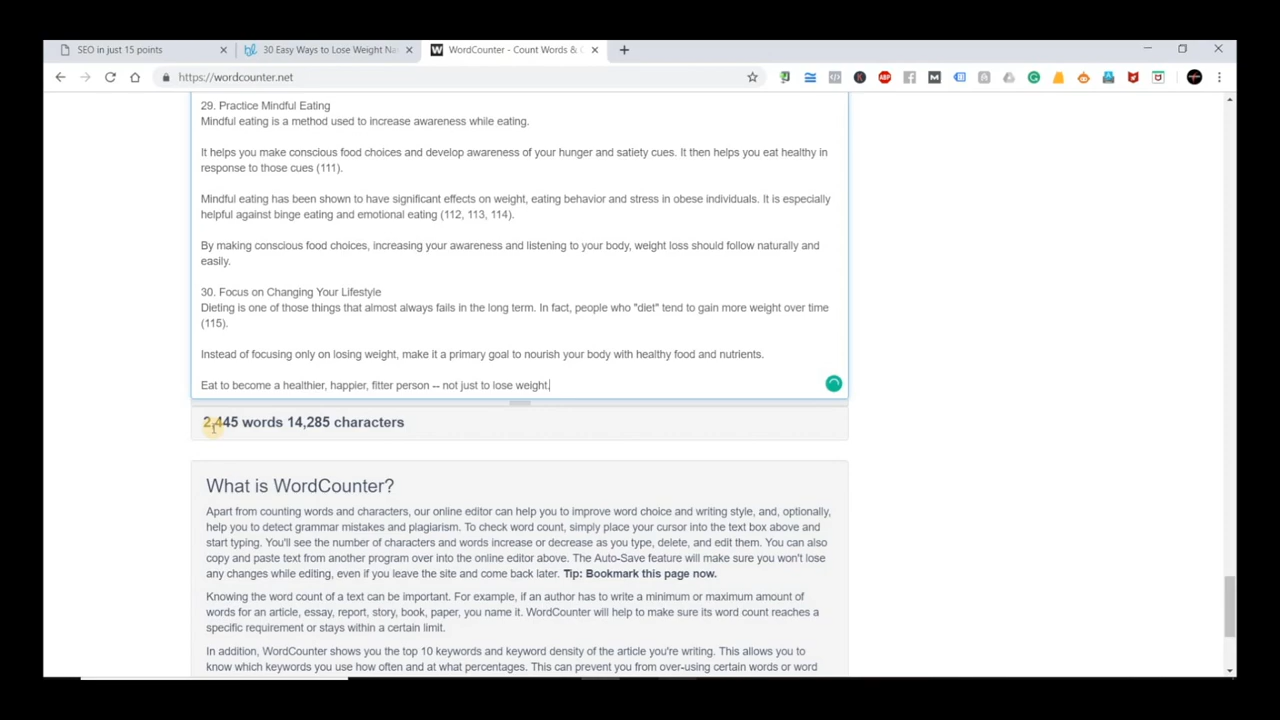 SEO in just 15 points
30 Easy Ways to Lose Weight Na
WordCounter - Count Words &
https://wordcounter.net
29. Practice Mindful Eating
Mindful eating is a method used to increase awareness while eating.
It helps you make conscious food choices and develop awareness of your hunger and satiety cues. It then helps you eat healthy in
response to those cues (111).
Mindful eating has been shown to have significant effects on weight, eating behavior and stress in obese individuals. It is especially
helpful against binge eating and emotional eating (112, 113, 114).
By making conscious food choices, increasing your awareness and listening to your body, weight loss should follow naturally and
easily.
30. Focus on Changing Your Lifestyle
Dieting is one of those things that almost always fails in the long term. In fact, people who "diet" tend to gain more weight over time
(115).
Instead of focusing only on losing weight, make it a primary goal to nourish your body with healthy food and nutrients.
Eat to become a healthier, happier, fitter person -- not just to lose weight.
2,445 words 14,285 characters
What is WordCounter?
Apart from counting words and characters, our online editor can help you to improve word choice and writing style, and, optionally,
help you to detect grammar mistakes and plagiarism. To check word count, simply place your cursor into the text box above and
start typing. You'll see the number of characters and words increase or decrease as you type, delete, and edit them. You can also
copy and paste text from another program over into the online editor above. The Auto-Save feature will make sure you won't lose
any changes while editing, even if you leave the site and come back later. Tip: Bookmark this page now.
Knowing the word count of a text can be important. For example, if an author has to write a minimum or maximum amount of
words for an article, essay, report, story, book, paper, you name it. WordCounter will help to make sure its word count reaches a
specific requirement or stays within a certain limit.
In addition, WordCounter shows you the top 10 keywords and keyword density of the article you're writing. This allows you to
know which keywords you use how often and at what percentages. This can prevent you from over-using certain words or word